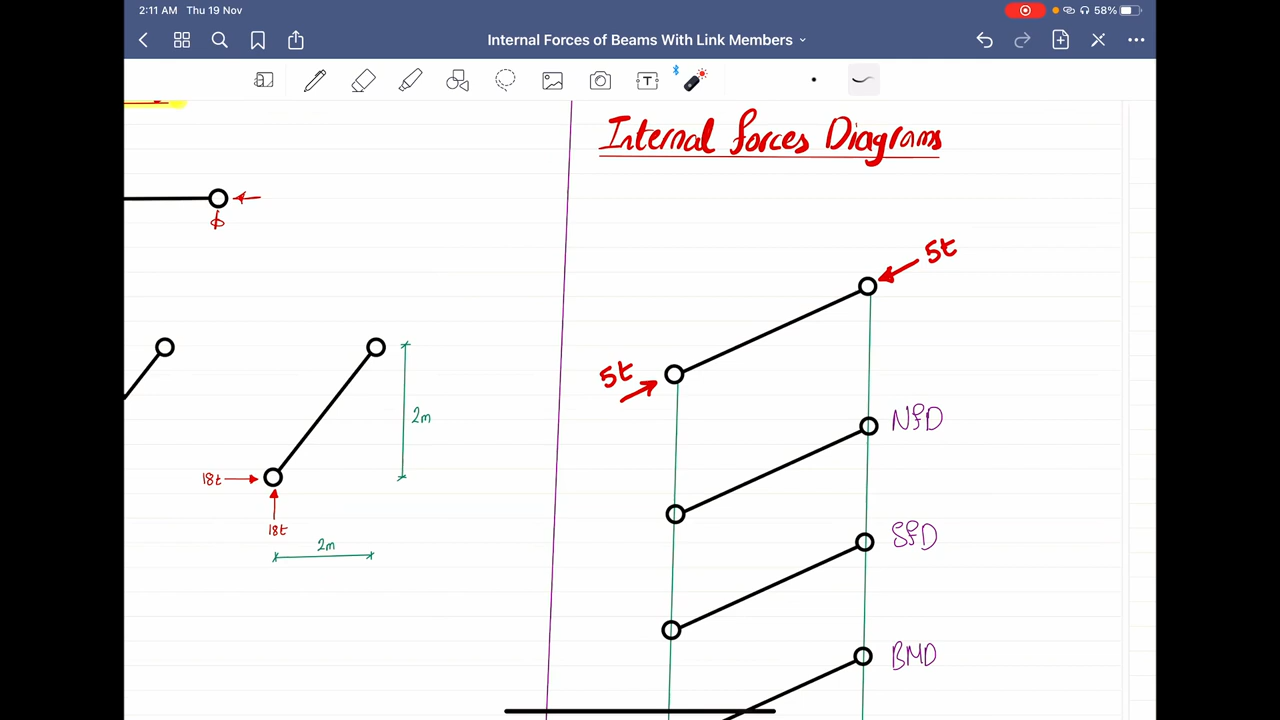 2:11 AM Thu 19 Nov
58%
Internal Forces of Beams With Link Members
T
Internal forces Diagrams
5t
5t
NFD
2m
18t
18t
SFD
2m
BMD